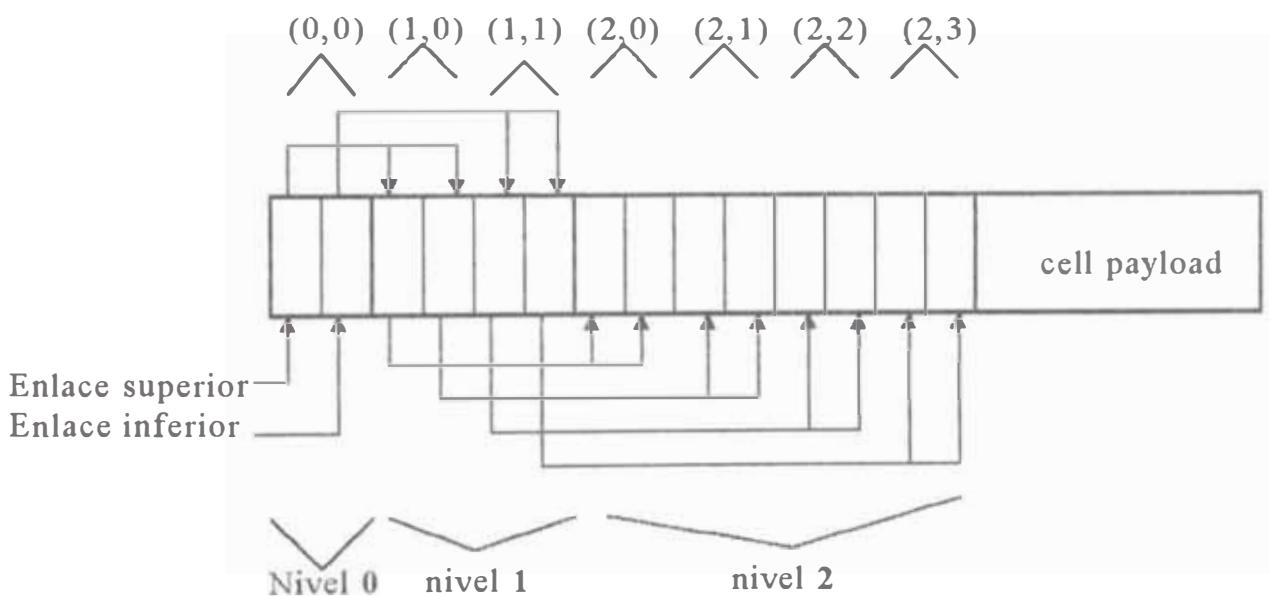 (0,0) (1,0) (1,1) (2,0) (2,1) (2,2) (2,3)
cell payload
Enlace superior
Enlace inferior
Nivel 0 nivel 1 nivel 2